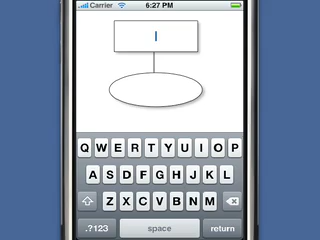 Carrier 6:27 PM
Q W E R T Y U I O P
A S D F G H J K L
Z X C V B N M
.?123 space return